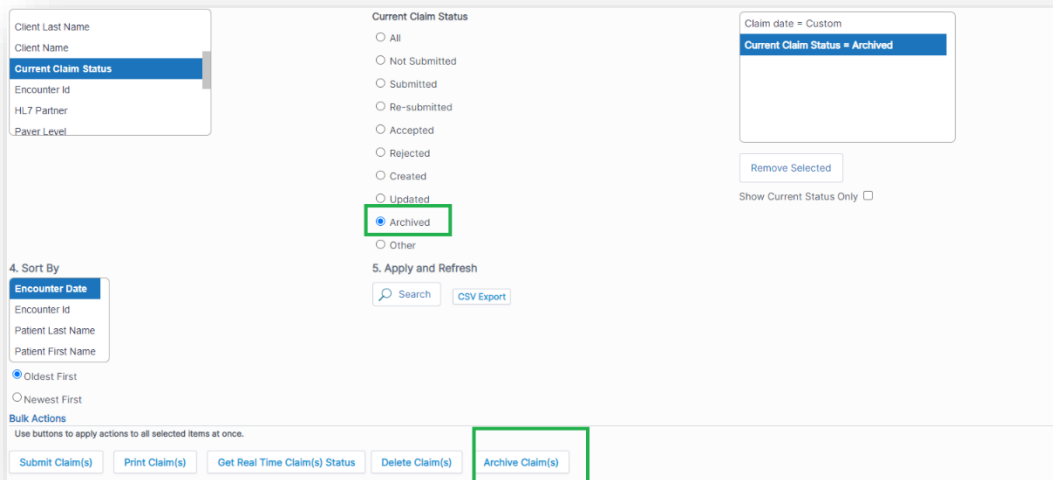 Client Last Name
Client Name
Current Claim Status
Encounter Id
HL7 Partner
Payer Level
Current Claim Status
All
Not Submitted
Submitted
Re-submitted
Accepted
Rejected
Created
Updated
Archived
Other
Claim date = Custom
Current Claim Status = Archived
Remove Selected
Show Current Status Only
4. Sort By
Encounter Date
Encounter Id
Patient Last Name
Patient First Name
Oldest First
Newest First
5. Apply and Refresh
Search
CSV Export
Bulk Actions
Use buttons to apply actions to all selected items at once.
Submit Claim(s)
Print Claim(s)
Get Real Time Claim(s) Status
Delete Claim(s)
Archive Claim(s)